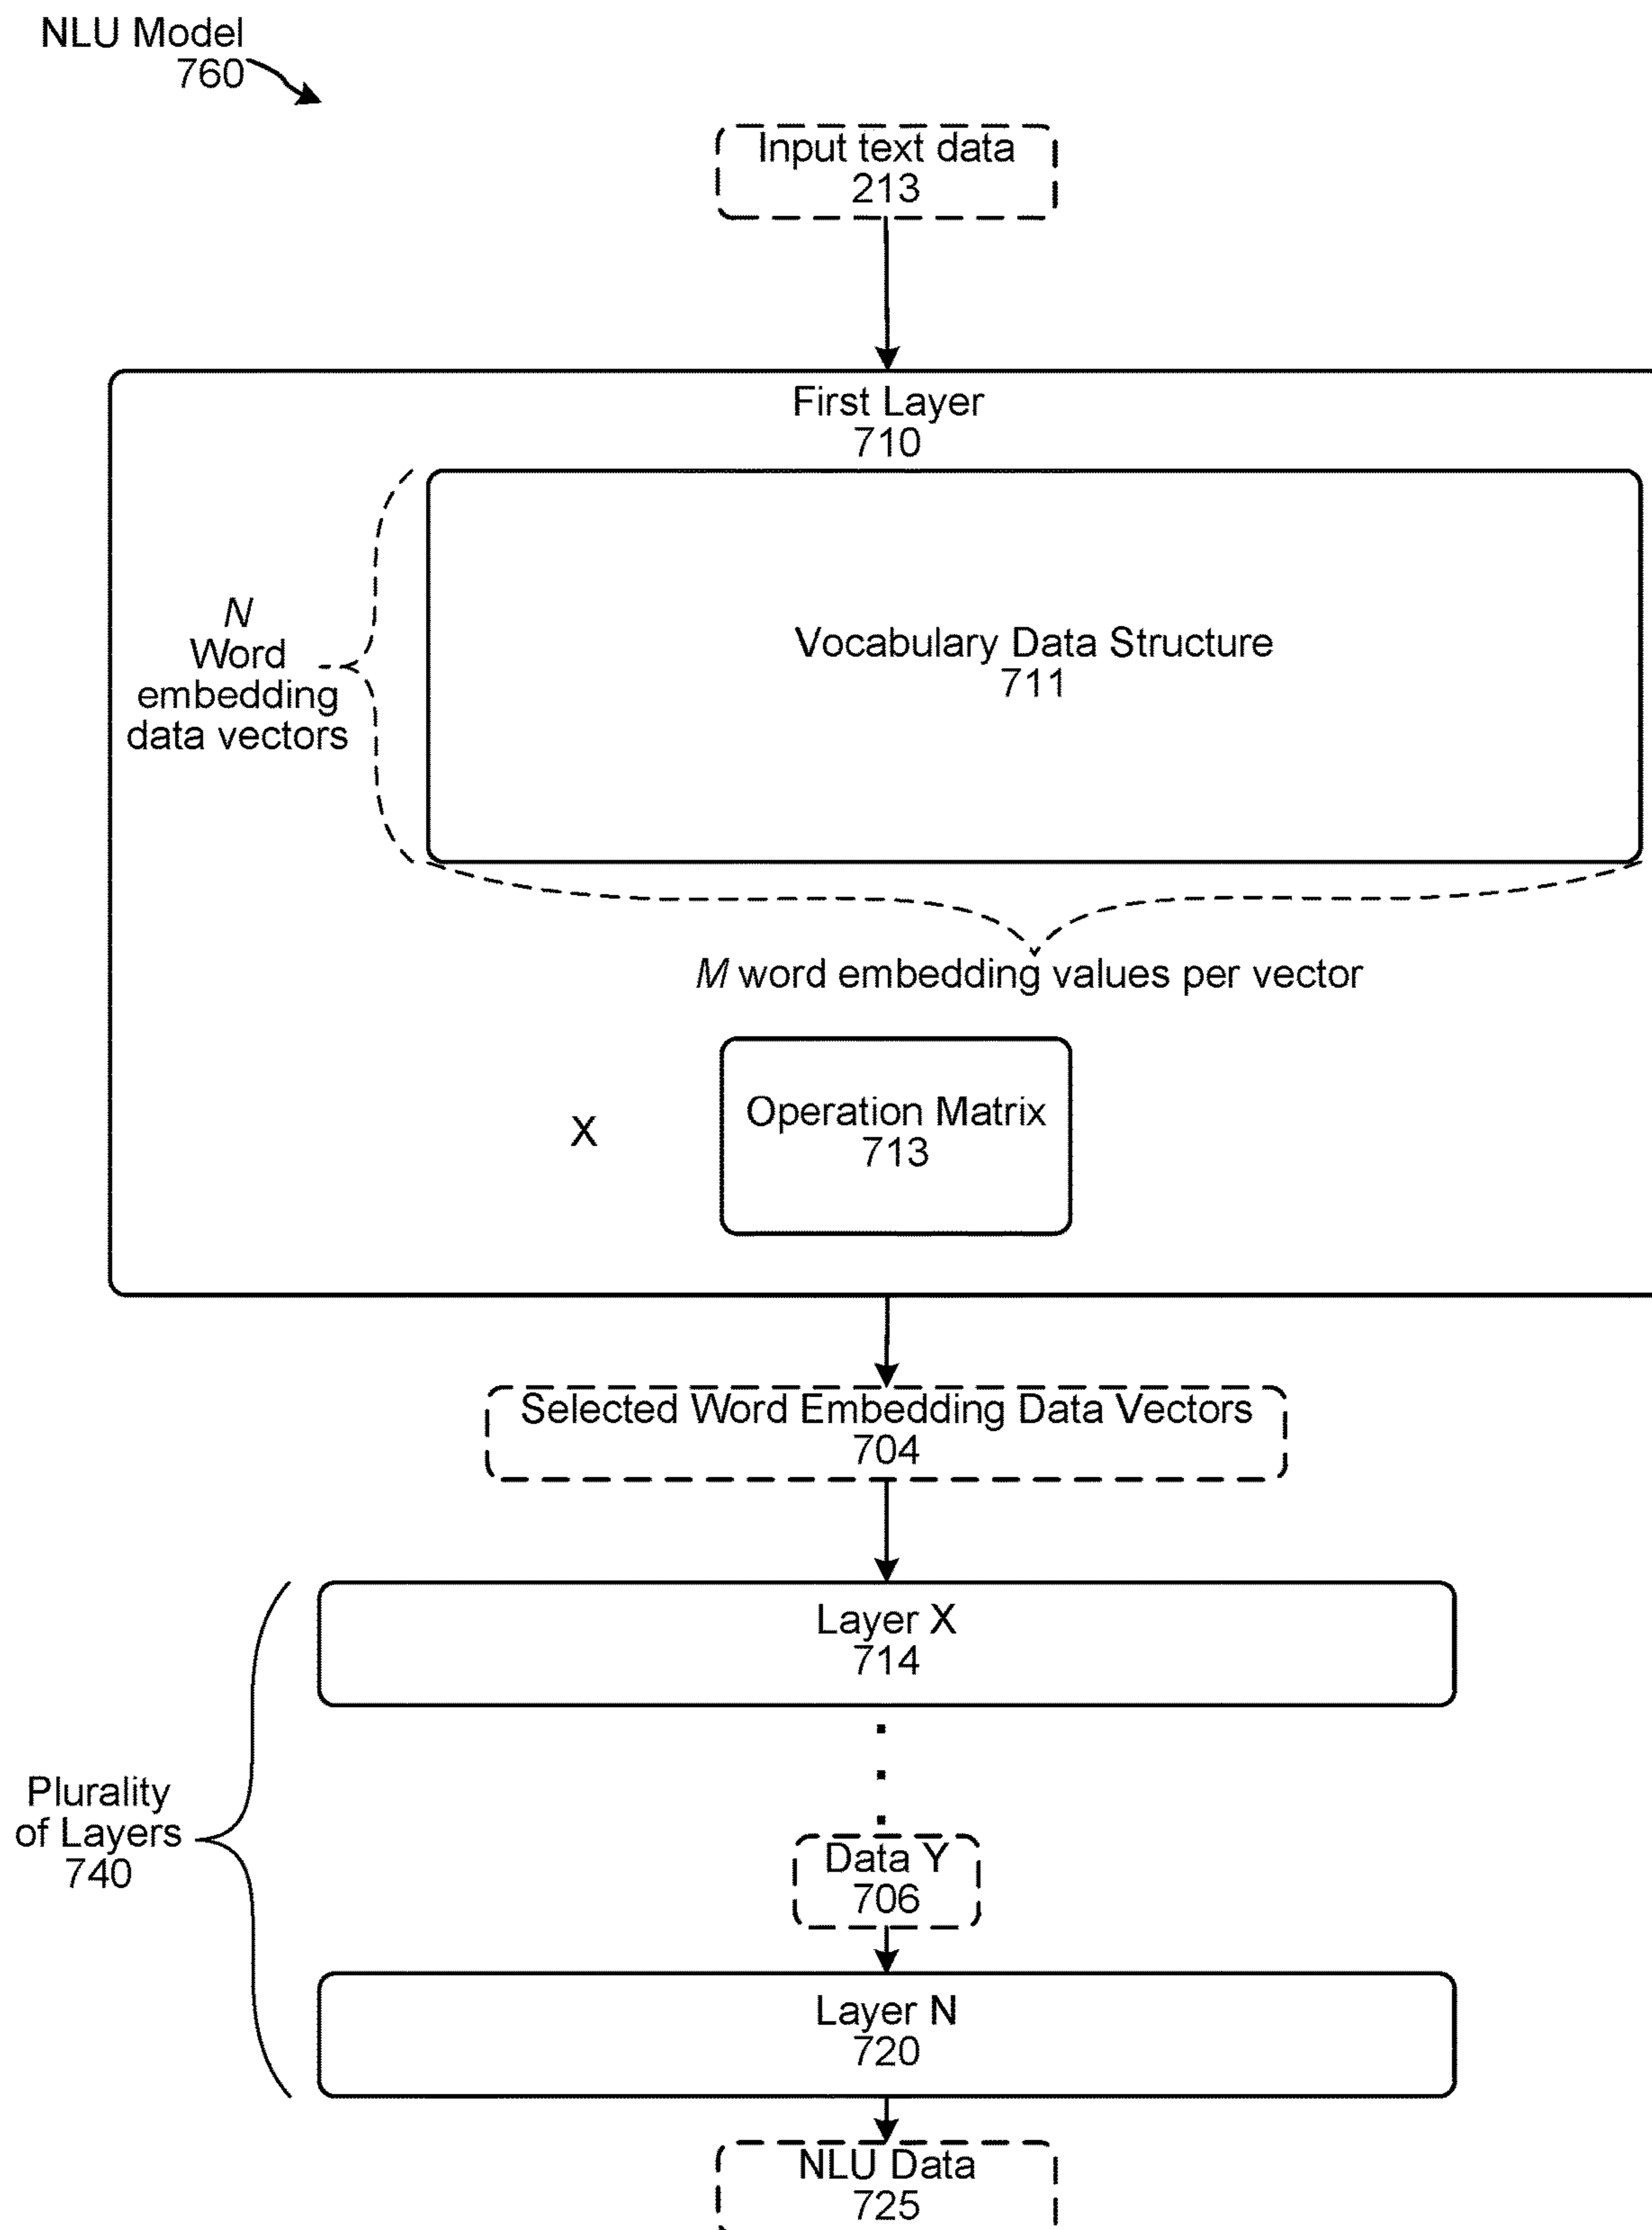 NLU Model
760
Input text data
213
First Layer
710
N
Word
embedding
data vectors
Vocabulary Data Structure
711
M word embedding values per vector
X
Operation Matrix
713
Selected Word Embedding Data Vectors
704
Layer X
714
Plurality
of Layers
740
Data Y
706
Layer N
720
NLU Data
725